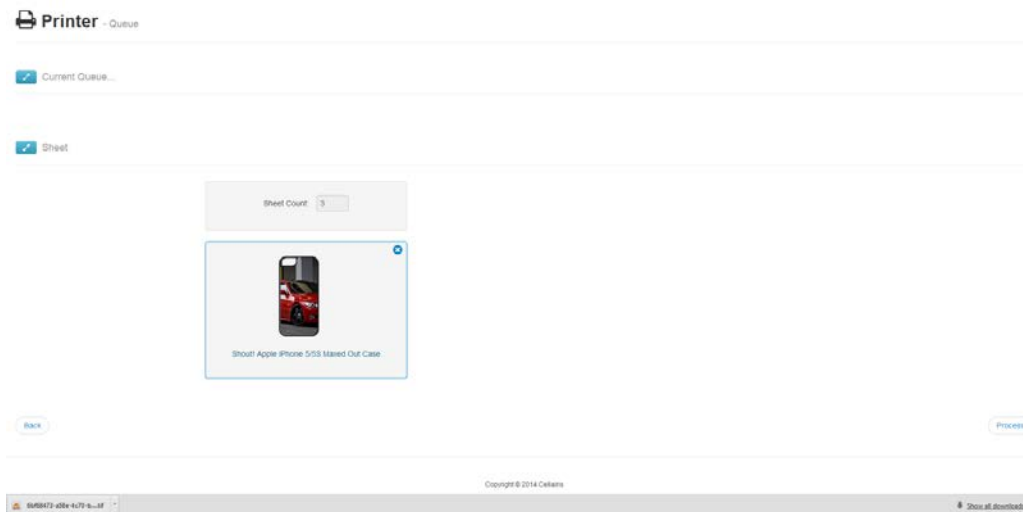 Printer - Queue
Current Queue...
Sheet
Sheet Count: 3
Shout! Apple iPhone 5/5S Maxed Out Case
Back
Process
Copyright © 2014 Cellairis
Show all downloads